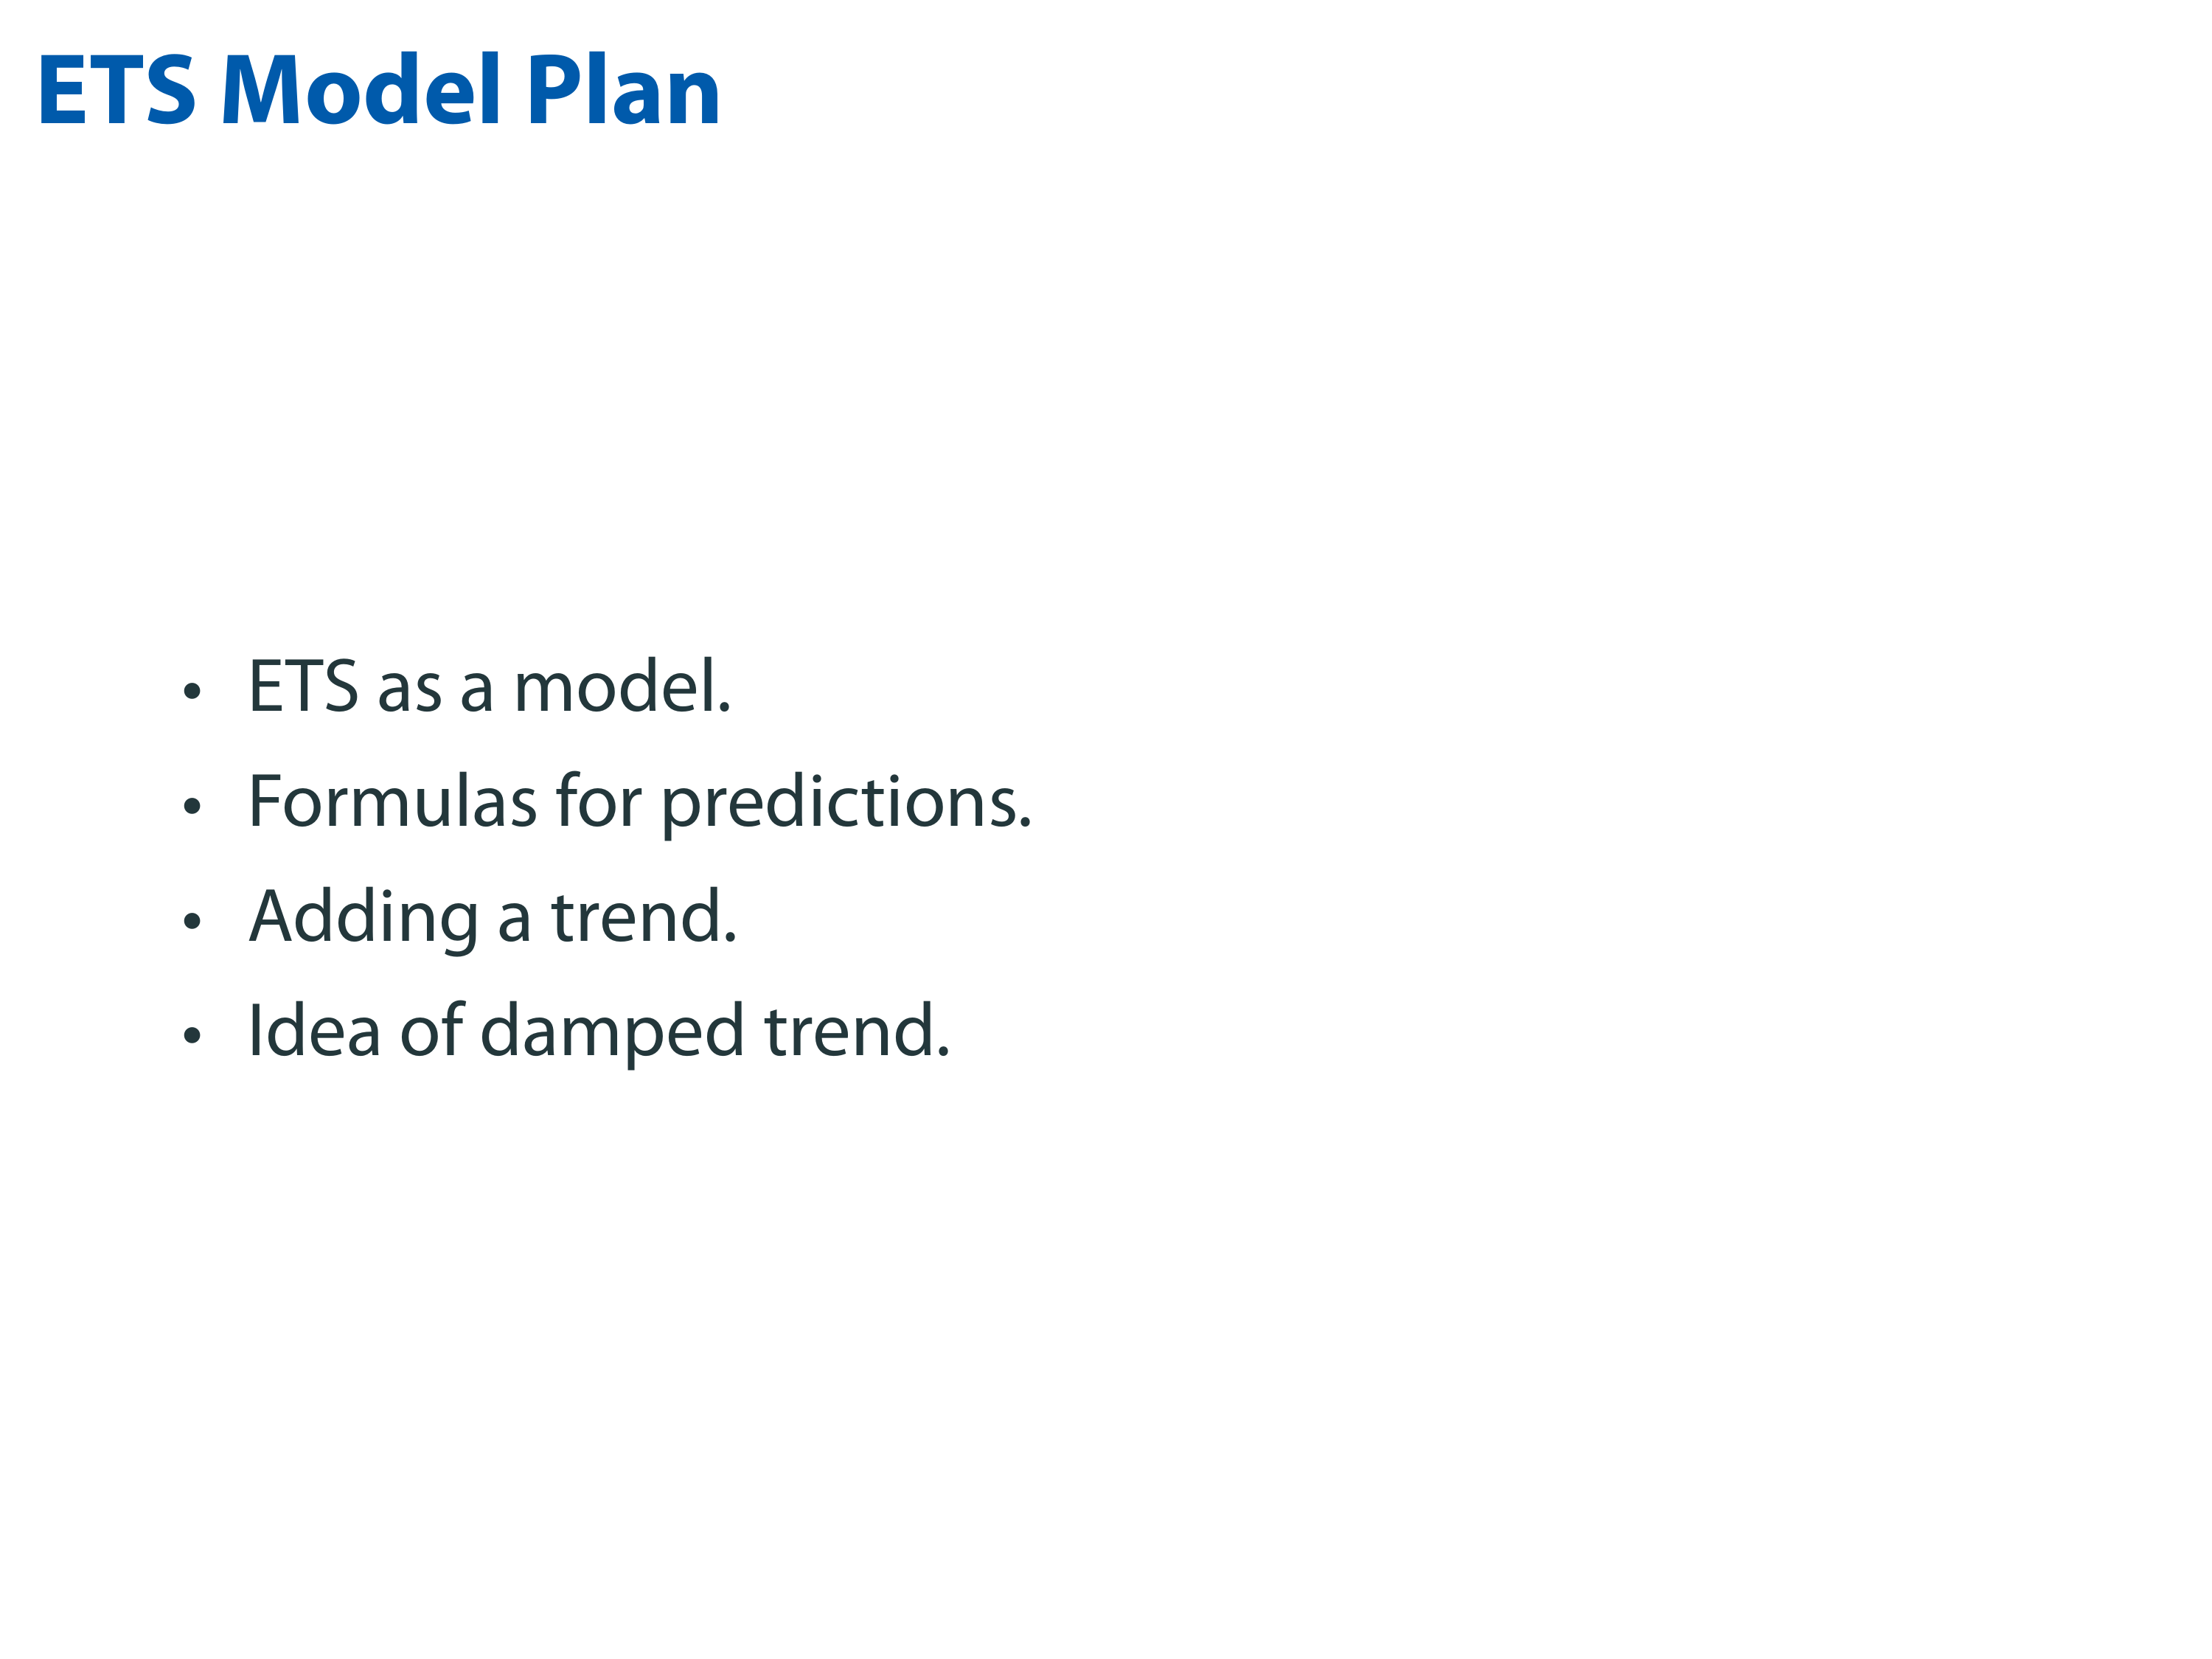 ETS Model Plan
• ETS as a model.
• Formulas for predictions.
• Adding a trend.
• Idea of damped trend.